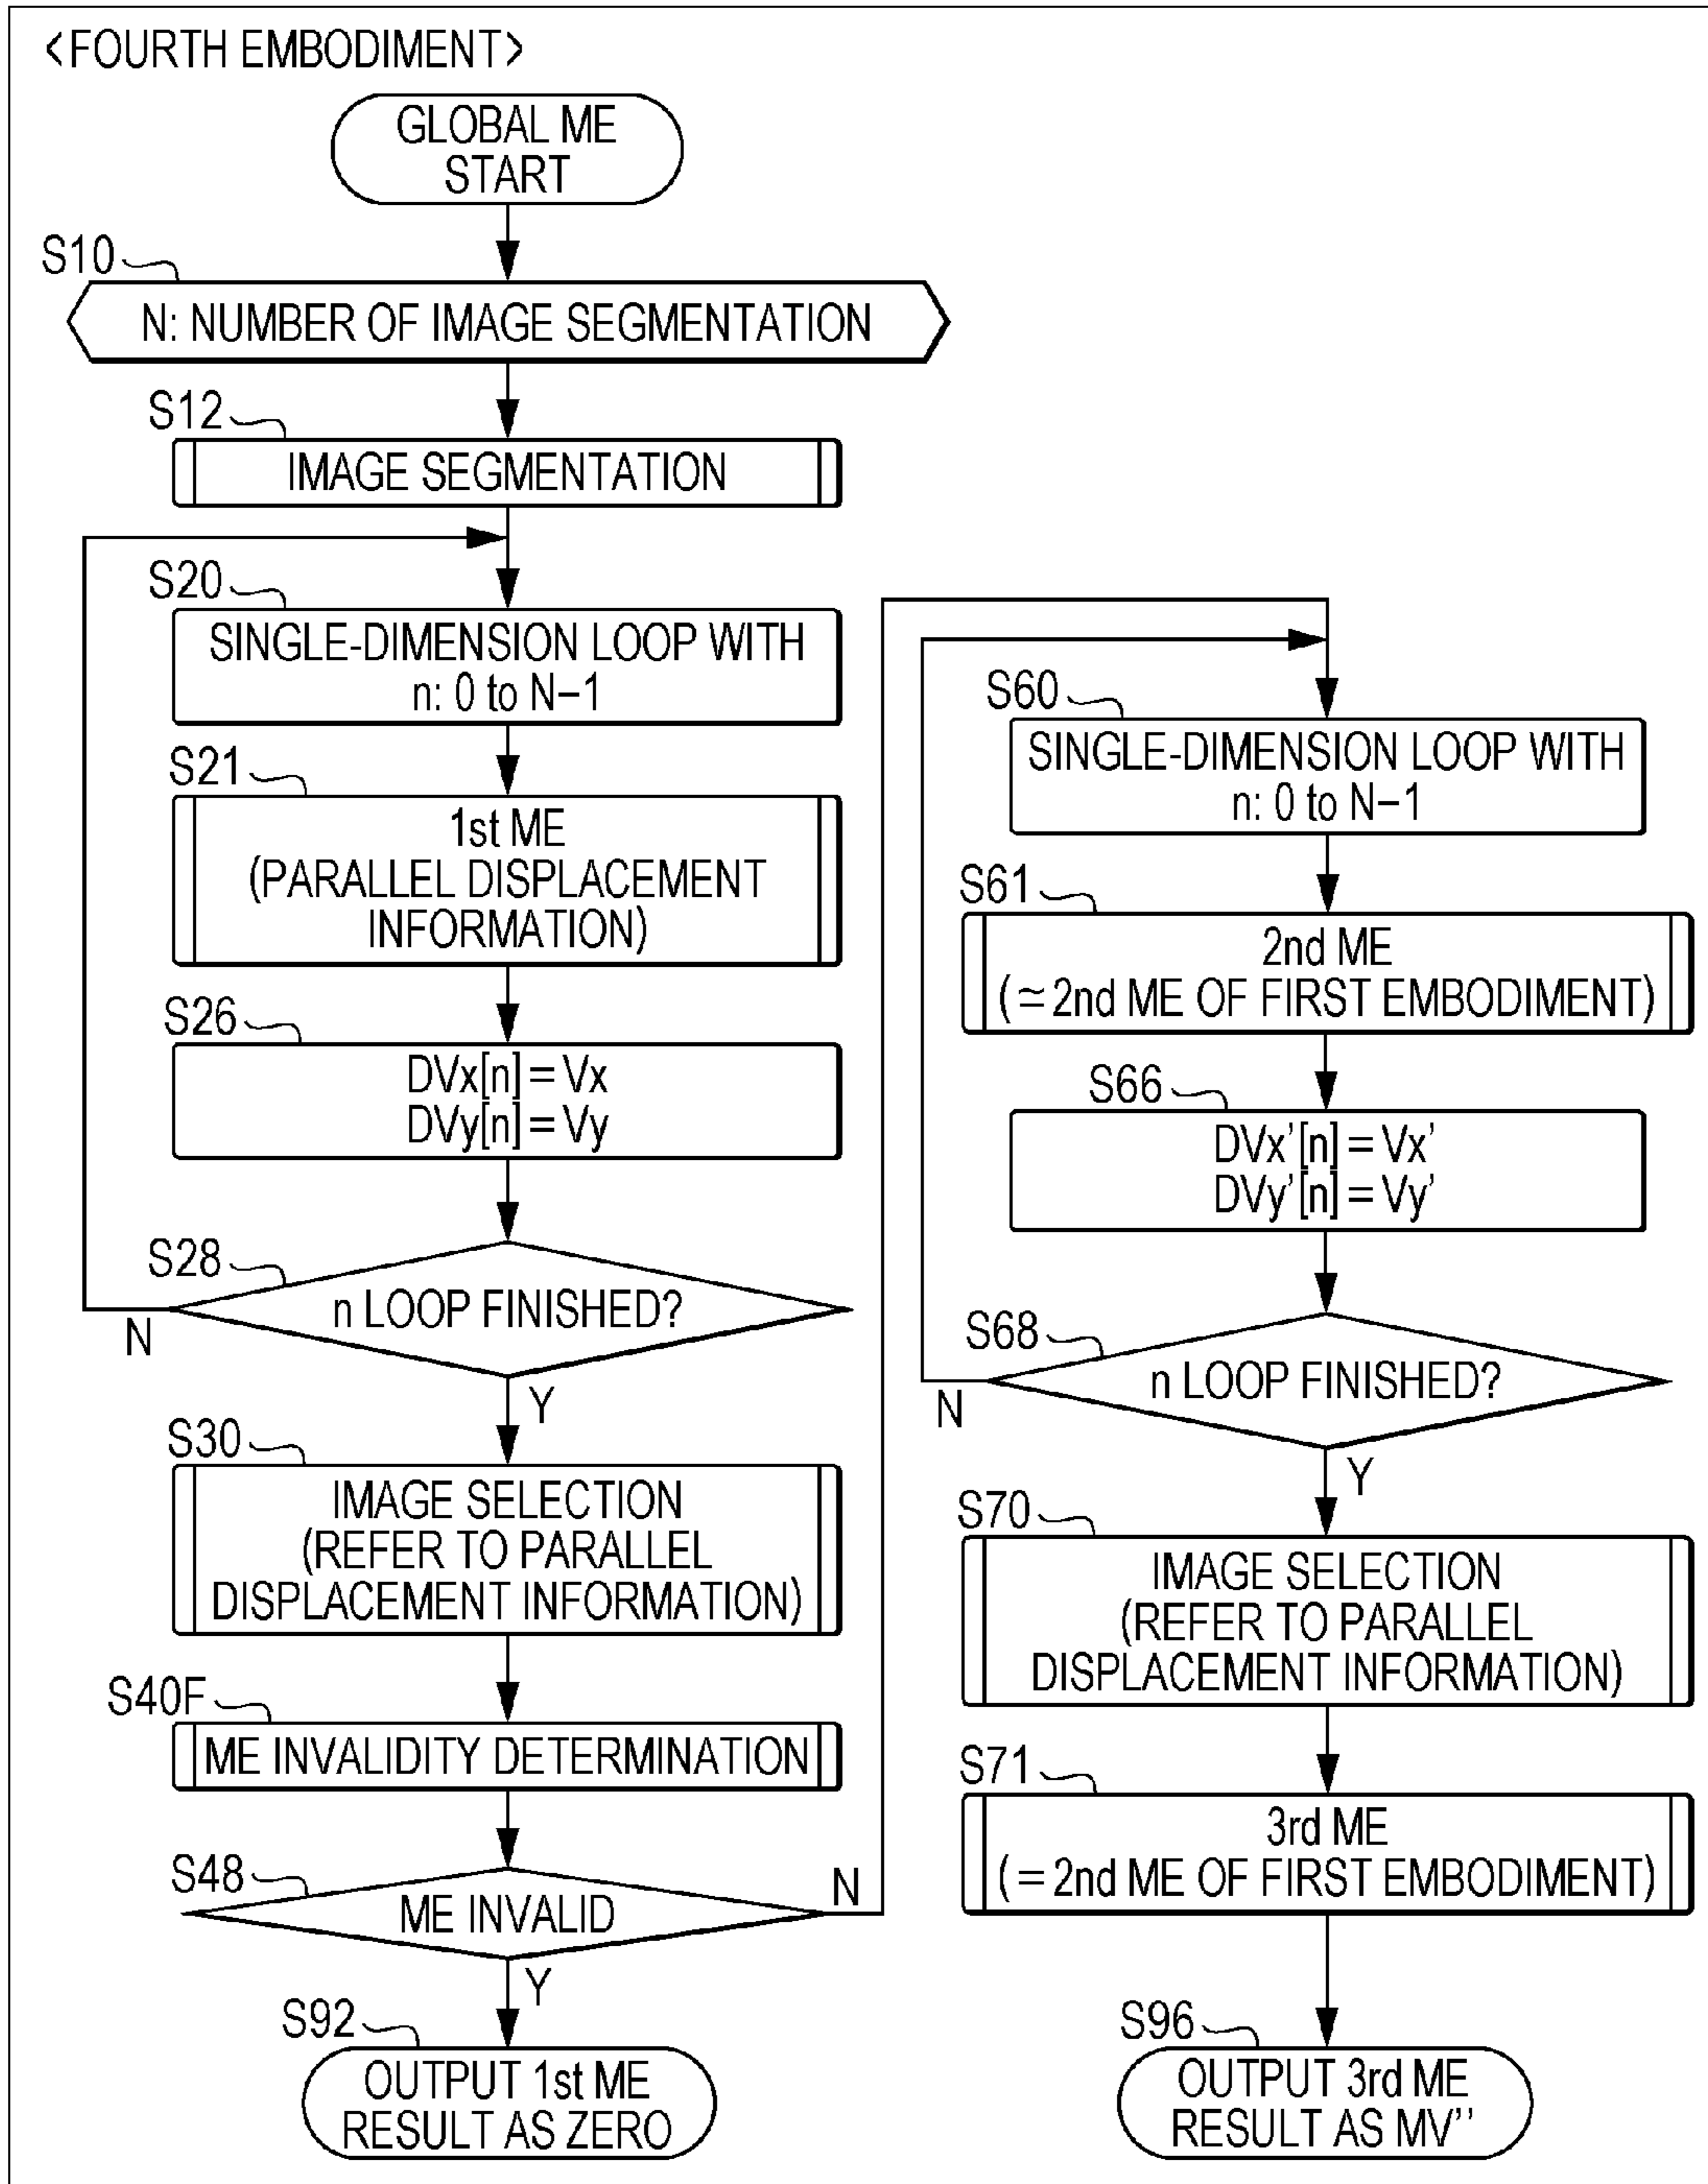 <FOURTH EMBODIMENT>
GLOBAL ME
START
S10
N: NUMBER OF IMAGE SEGMENTATION
S12
IMAGE SEGMENTATION
S20
SINGLE-DIMENSION LOOP WITH
n: 0 to N–1
S21
1st ME
(PARALLEL DISPLACEMENT
INFORMATION)
S26
DVx[n] = Vx
DVy[n] = Vy
S28
n LOOP FINISHED?
N
Y
S30
IMAGE SELECTION
(REFER TO PARALLEL
DISPLACEMENT INFORMATION)
S40F
ME INVALIDITY DETERMINATION
S48
ME INVALID
N
Y
S92
OUTPUT 1st ME
RESULT AS ZERO
S60
SINGLE-DIMENSION LOOP WITH
n: 0 to N–1
S61
2nd ME
(≃2nd ME OF FIRST EMBODIMENT)
S66
DVx'[n] = Vx'
DVy'[n] = Vy'
S68
n LOOP FINISHED?
N
Y
S70
IMAGE SELECTION
(REFER TO PARALLEL
DISPLACEMENT INFORMATION)
S71
3rd ME
(=2nd ME OF FIRST EMBODIMENT)
S96
OUTPUT 3rd ME
RESULT AS MV''